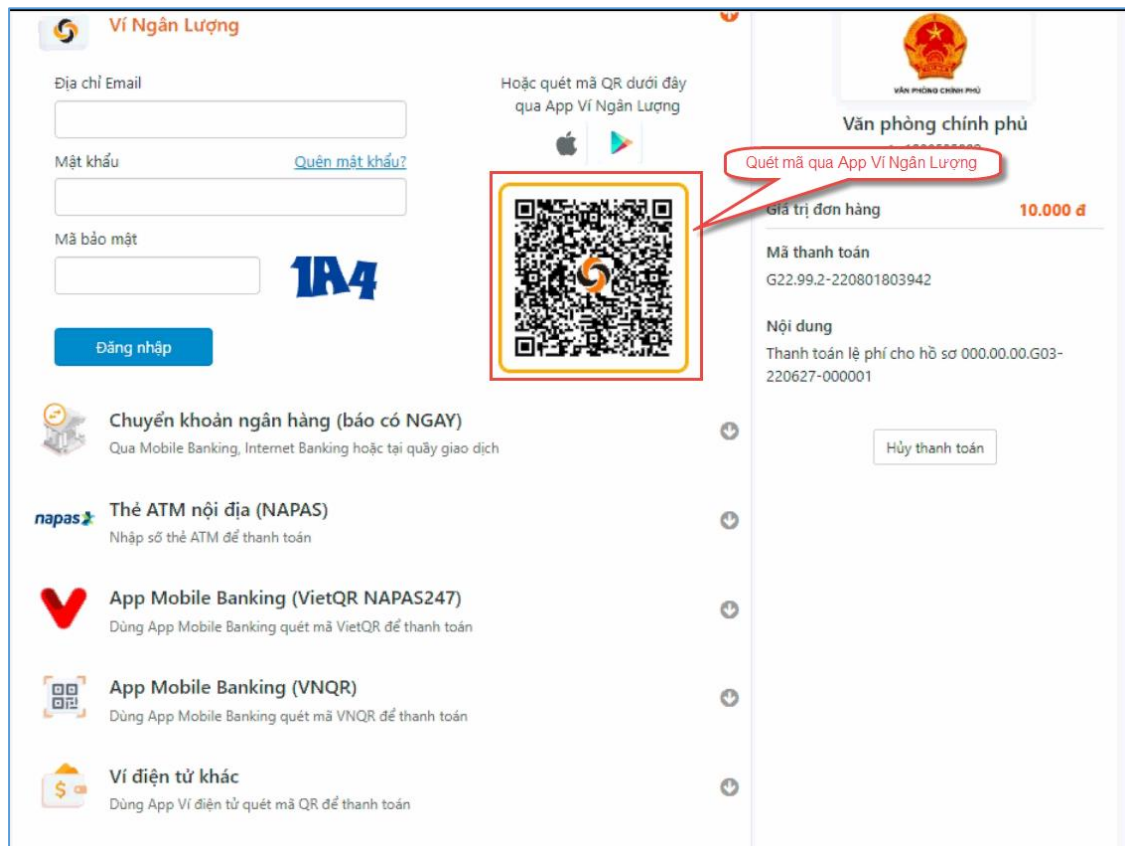 Ví Ngân Lượng
Địa chỉ Email
Mật khẩu
Quên mật khẩu?
Mã bảo mật
1A4
Đăng nhập
Hoặc quét mã QR dưới đây
qua App Ví Ngân Lượng
Quét mã qua App Ví Ngân Lượng
Chuyển khoản ngân hàng (báo có NGAY)
Qua Mobile Banking, Internet Banking hoặc tại quầy giao dịch
napas
Thẻ ATM nội địa (NAPAS)
Nhập số thẻ ATM để thanh toán
App Mobile Banking (VietQR NAPAS247)
Dùng App Mobile Banking quét mã VietQR để thanh toán
App Mobile Banking (VNQR)
Dùng App Mobile Banking quét mã VNQR để thanh toán
Ví điện tử khác
Dùng App Ví điện tử quét mã QR để thanh toán
VĂN PHÒNG CHÍNH PHỦ
Văn phòng chính phủ
Giá trị đơn hàng
10.000 đ
Mã thanh toán
G22.99.2-220801803942
Nội dung
Thanh toán lệ phí cho hồ sơ 000.00.00.G03-
220627-000001
Hủy thanh toán